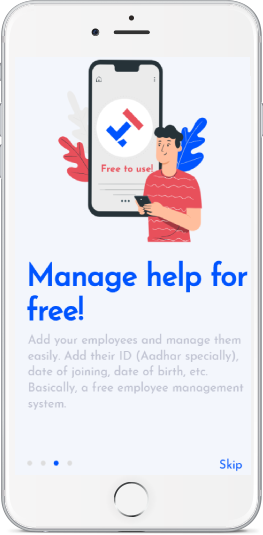 Free to use!
Manage help for
free!
Add your employees and manage them
easily. Add their ID (Aadhar specially),
date of joining, date of birth, etc.
Basically, a free employee management
system.
Skip